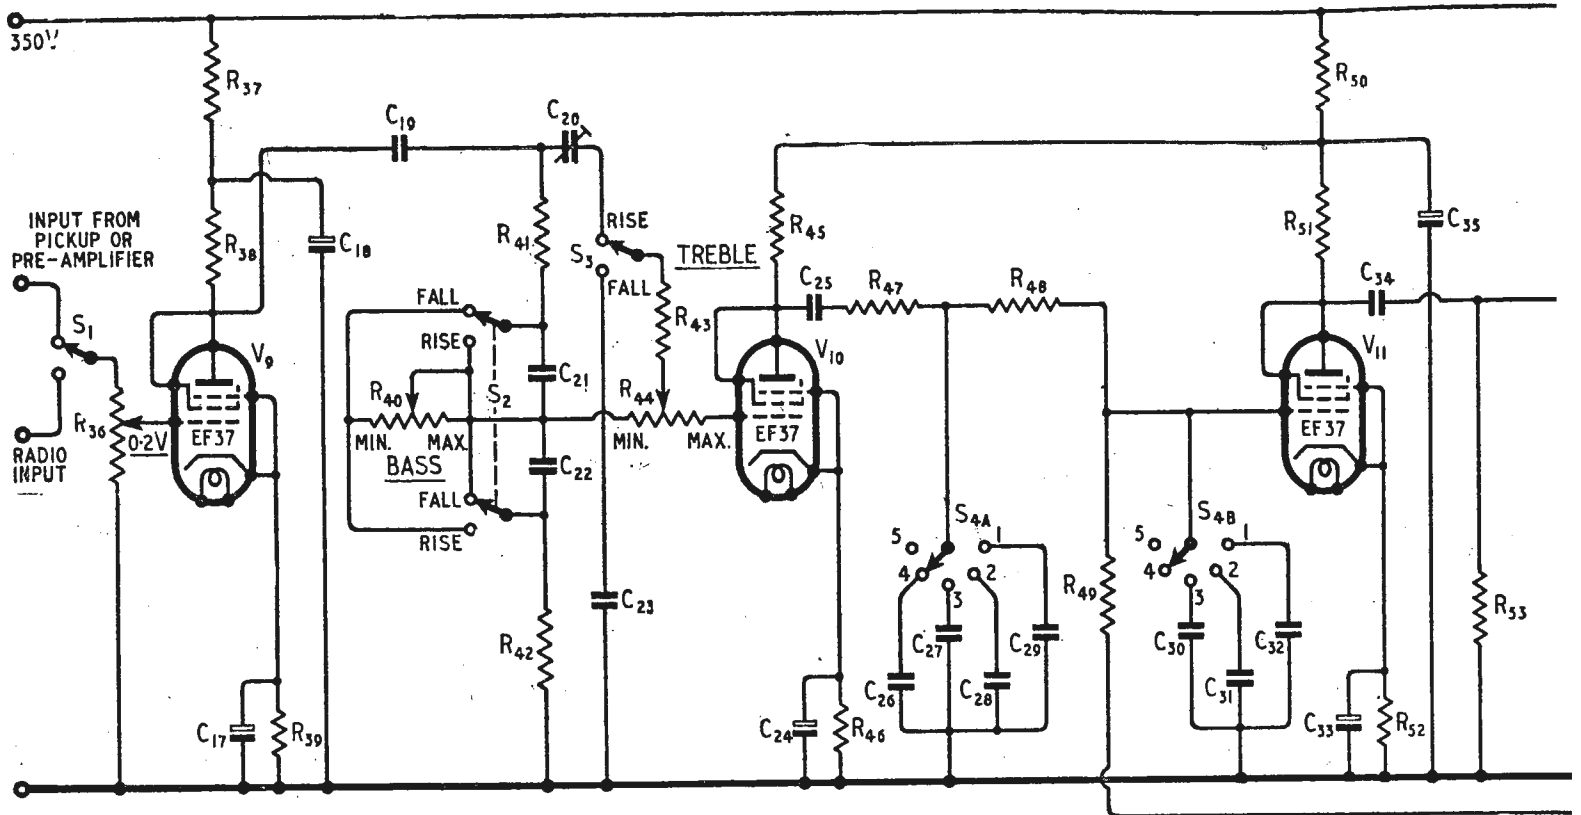 350V
R37
C19
C20
R50
INPUT FROM
PICKUP OR
PRE-AMPLIFIER
R38
C18
R41
RISE
S3
FALL
TREBLE
R45
R51
C35
C25
R47
R48
C34
S1
V9
FALL
RISE
R43
V10
V11
R40
S2
C21
R44
R36
0·2V
EF37
MIN.
MAX.
BASS
MIN.
MAX.
EF37
EF37
RADIO
INPUT
C22
FALL
RISE
S4A
5
1
4
2
3
S4B
5
1
4
2
3
C23
R49
R53
R42
C27
C29
C30
C32
C26
C28
C31
C17
R39
C24
R46
C33
R52